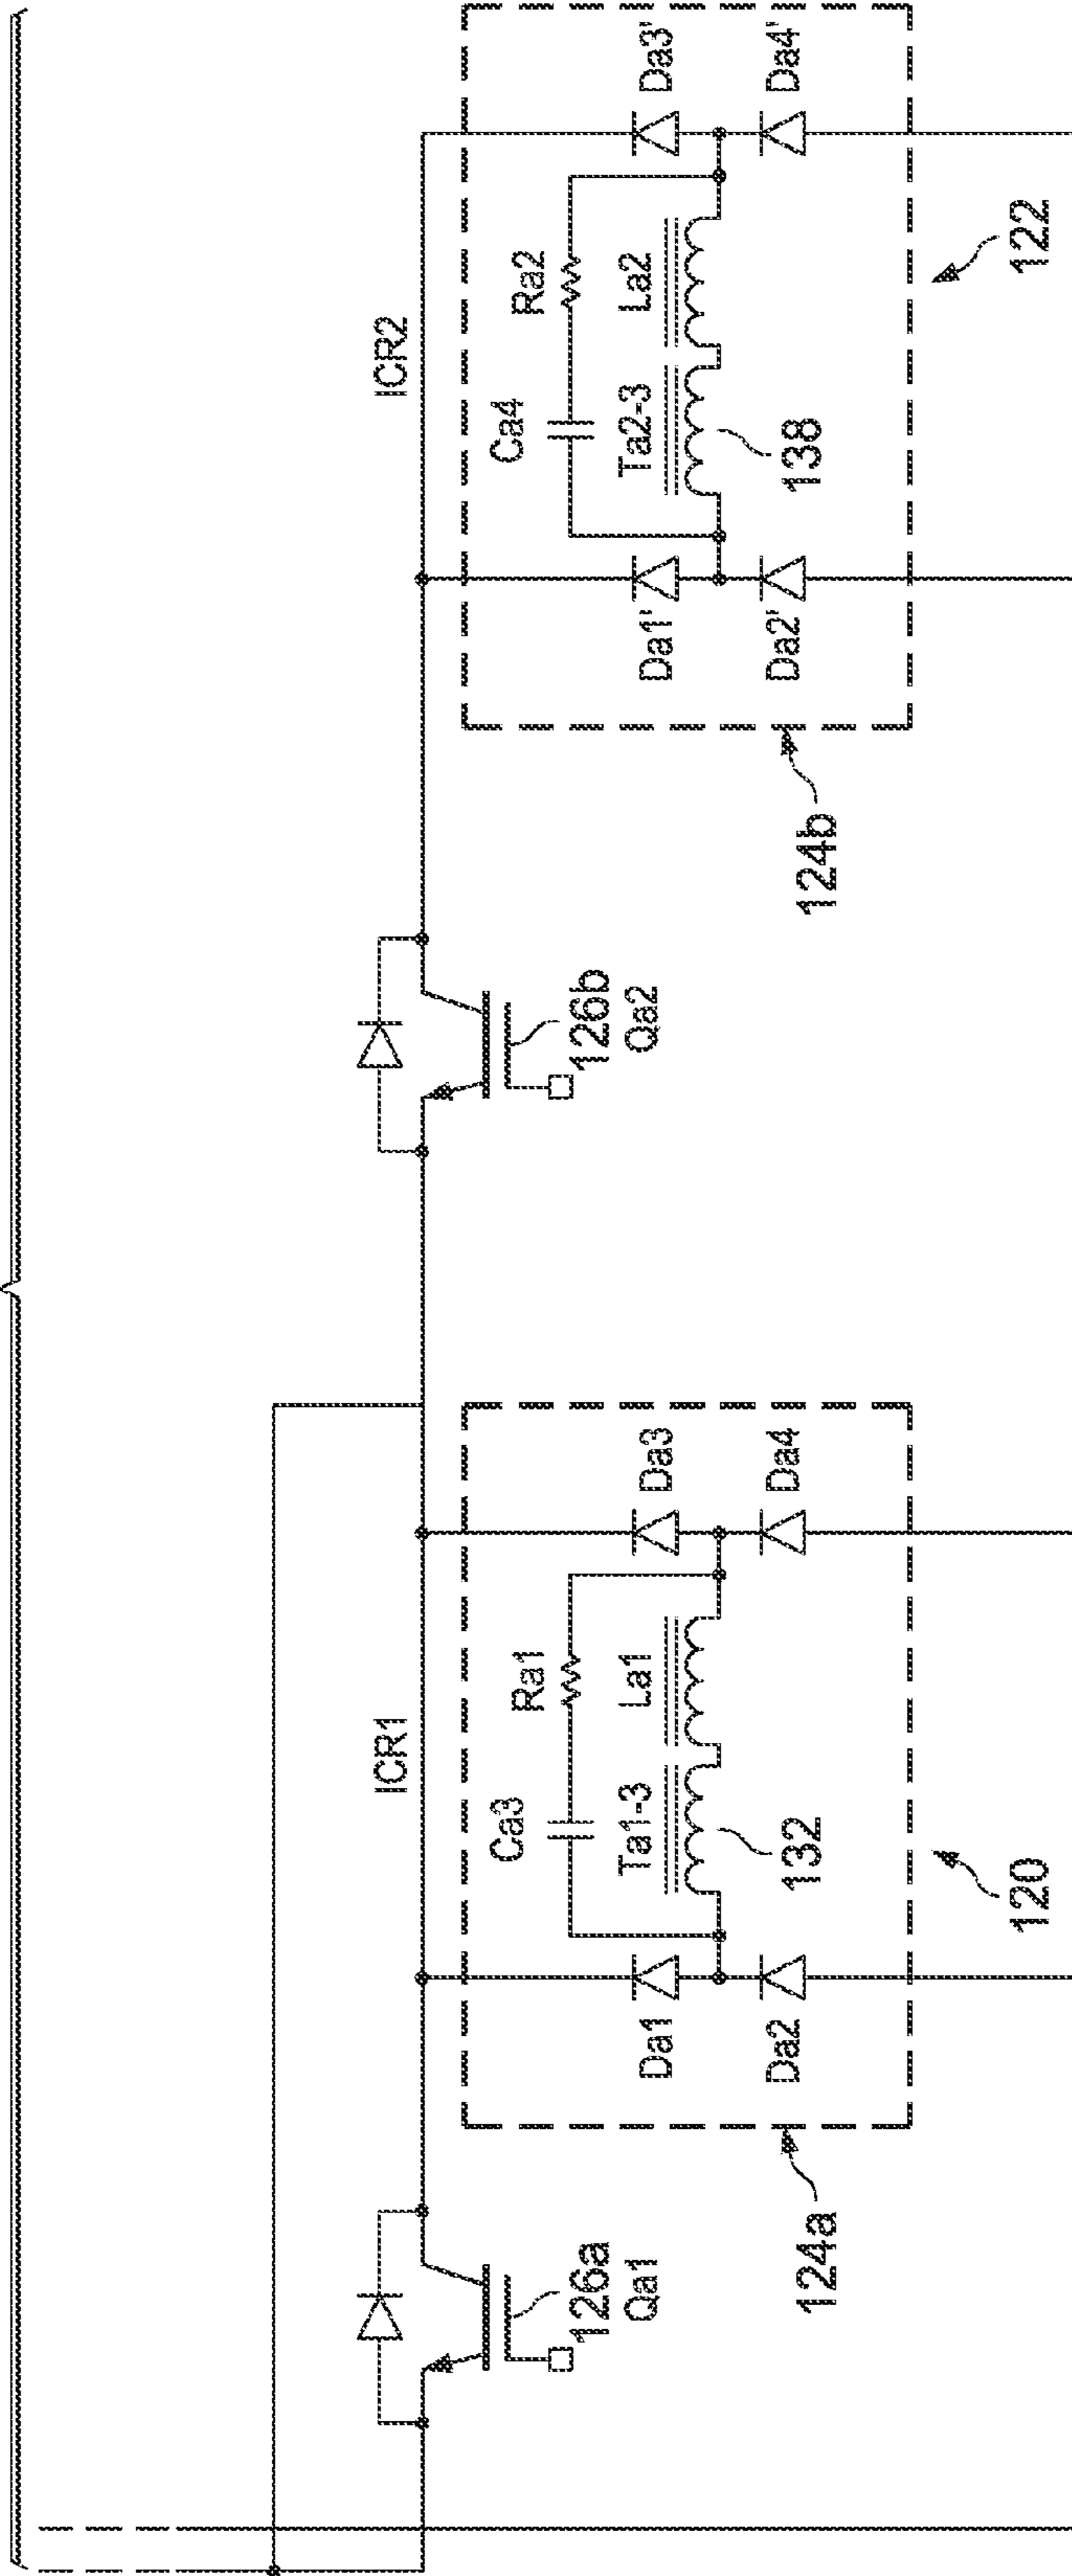 ICR2
Ca4
Ra2
Ta2-3
La2
138
Da1'
Da2'
Da3'
Da4'
122
124b
126b
Qa2
ICR1
Ca3
Ra1
Ta1-3
La1
132
Da1
Da2
Da3
Da4
120
124a
126a
Qa1